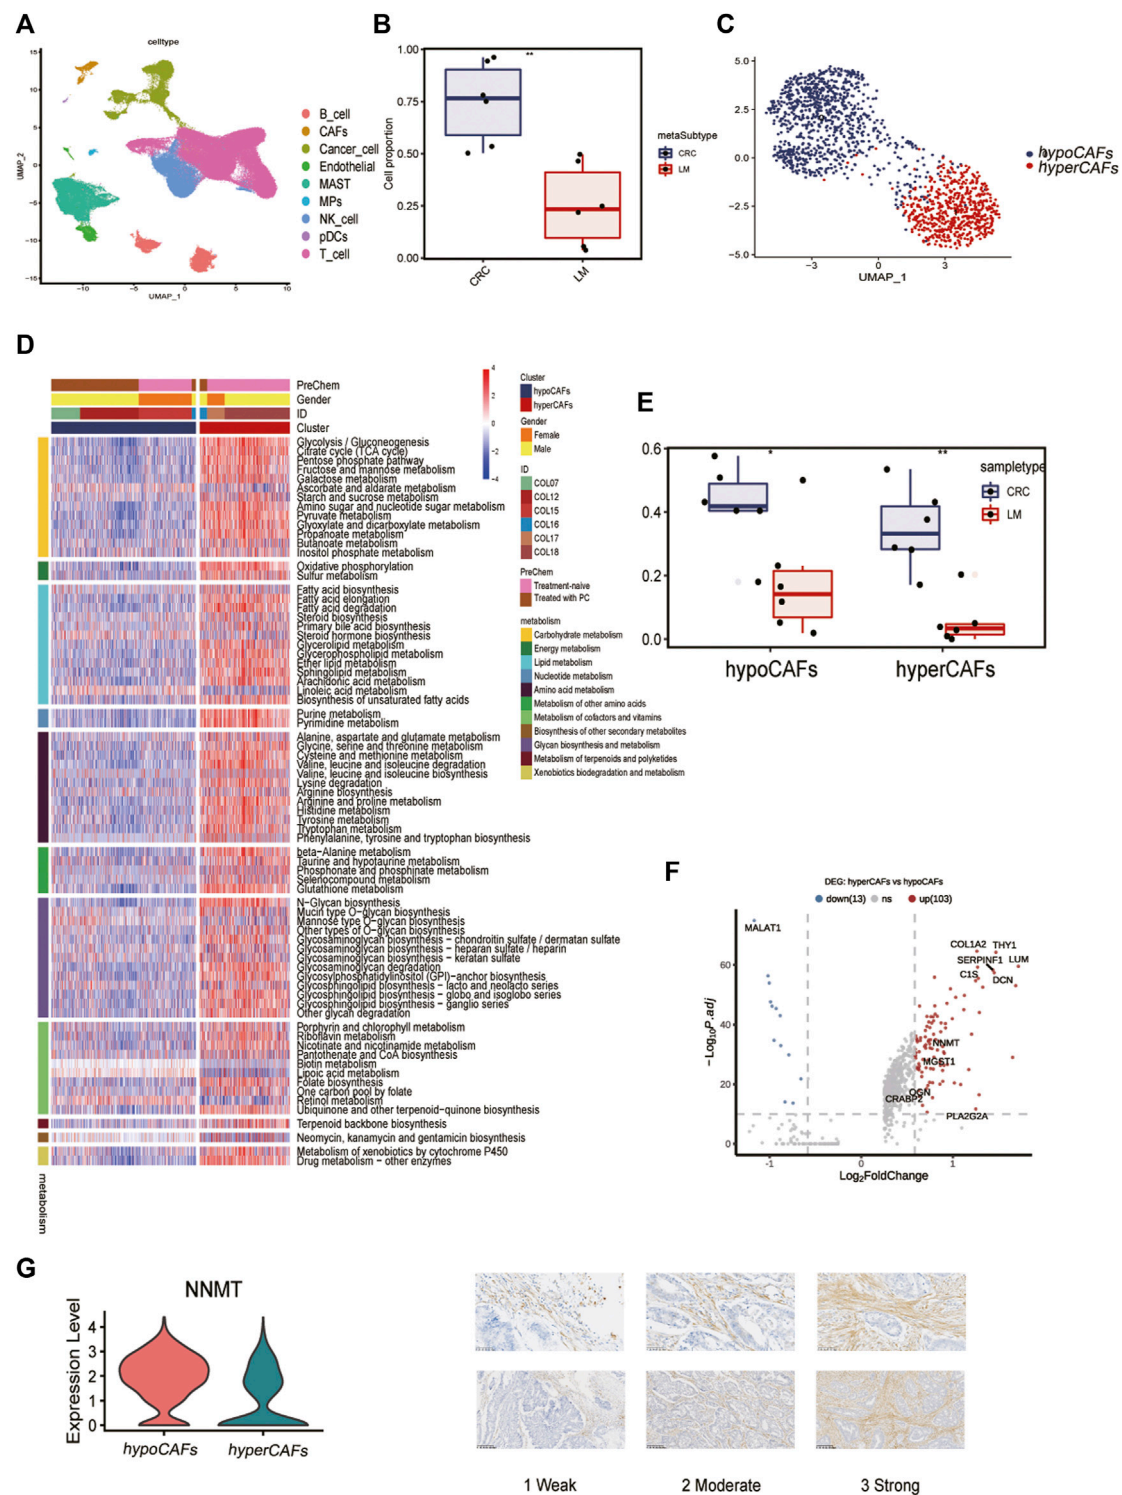 A
celltype
UMAP_2
15
10
5
0
−5
−10
−15
−10
−5
0
5
10
UMAP_1
B_cell
CAFs
Cancer_cell
Endothelial
MAST
MPs
NK_cell
pDCs
T_cell
B
Cell proportion
1.00
0.75
0.50
0.25
0.00
**
CRC
LM
metaSubtype
CRC
LM
C
5.0
2.5
0.0
−2.5
−5.0
−3
0
3
UMAP_1
hypoCAFs
hyperCAFs
D
PreChem
Gender
ID
Cluster
Glycolysis / Gluconeogenesis
Citrate cycle (TCA cycle)
Pentose phosphate pathway
Fructose and mannose metabolism
Galactose metabolism
Ascorbate and aldarate metabolism
Starch and sucrose metabolism
Amino sugar and nucleotide sugar metabolism
Pyruvate metabolism
Glyoxylate and dicarboxylate metabolism
Propanoate metabolism
Butanoate metabolism
Inositol phosphate metabolism
Oxidative phosphorylation
Sulfur metabolism
Fatty acid biosynthesis
Fatty acid elongation
Fatty acid degradation
Steroid biosynthesis
Primary bile acid biosynthesis
Steroid hormone biosynthesis
Glycerolipid metabolism
Glycerophospholipid metabolism
Ether lipid metabolism
Sphingolipid metabolism
Arachidonic acid metabolism
Linoleic acid metabolism
Biosynthesis of unsaturated fatty acids
Purine metabolism
Pyrimidine metabolism
Alanine, aspartate and glutamate metabolism
Glycine, serine and threonine metabolism
Cysteine and methionine metabolism
Valine, leucine and isoleucine degradation
Valine, leucine and isoleucine biosynthesis
Lysine degradation
Arginine biosynthesis
Arginine and proline metabolism
Histidine metabolism
Tyrosine metabolism
Tryptophan metabolism
Phenylalanine, tyrosine and tryptophan biosynthesis
beta−Alanine metabolism
Taurine and hypotaurine metabolism
Phosphonate and phosphinate metabolism
Selenocompound metabolism
Glutathione metabolism
N−Glycan biosynthesis
Mucin type O−glycan biosynthesis
Mannose type O−glycan biosynthesis
Other types of O−glycan biosynthesis
Glycosaminoglycan biosynthesis − chondroitin sulfate / dermatan sulfate
Glycosaminoglycan biosynthesis − heparan sulfate / heparin
Glycosaminoglycan biosynthesis − keratan sulfate
Glycosaminoglycan degradation
Glycosylphosphatidylinositol (GPI)−anchor biosynthesis
Glycosphingolipid biosynthesis − lacto and neolacto series
Glycosphingolipid biosynthesis − globo and isoglobo series
Glycosphingolipid biosynthesis − ganglio series
Other glycan degradation
Porphyrin and chlorophyll metabolism
Riboflavin metabolism
Nicotinate and nicotinamide metabolism
Pantothenate and CoA biosynthesis
Biotin metabolism
Lipoic acid metabolism
Folate biosynthesis
One carbon pool by folate
Retinol metabolism
Ubiquinone and other terpenoid−quinone biosynthesis
Terpenoid backbone biosynthesis
Neomycin, kanamycin and gentamicin biosynthesis
Metabolism of xenobiotics by cytochrome P450
Drug metabolism − other enzymes
metabolism
4
2
0
−2
−4
Cluster
hypoCAFs
hyperCAFs
Gender
Female
Male
ID
COL07
COL12
COL15
COL16
COL17
COL18
PreChem
Treatment-naive
Treated with PC
metabolism
Carbohydrate metabolism
Energy metabolism
Lipid metabolism
Nucleotide metabolism
Amino acid metabolism
Metabolism of other amino acids
Metabolism of cofactors and vitamins
Biosynthesis of other secondary metabolites
Glycan biosynthesis and metabolism
Metabolism of terpenoids and polyketides
Xenobiotics biodegradation and metabolism
E
0.6
0.4
0.2
0.0
*
**
hypoCAFs
hyperCAFs
sampletype
CRC
LM
F
DEG: hyperCAFs vs hypoCAFs
down(13)
ns
up(103)
−Log10P.adj
60
40
20
0
-1
0
1
Log2FoldChange
MALAT1
COL1A2
THY1
SERPINF1
LUM
C1S
DCN
NNMT
MGST1
OGN
CRABP2
PLA2G2A
G
NNMT
Expression Level
4
3
2
1
0
hypoCAFs
hyperCAFs
1 Weak
2 Moderate
3 Strong